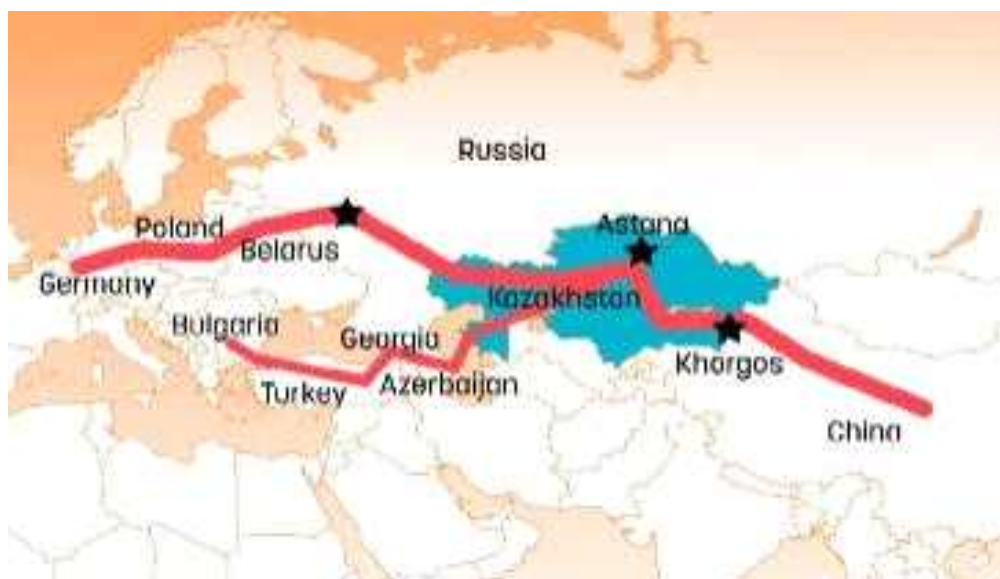 Russia
Astana
Poland
Belarus
Germany
Kazakhstan
Bulgaria
Georgia
Khorgos
Azerbaijan
Turkey
China